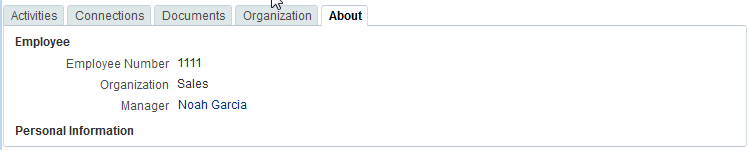 Activities Connections Documents Organization About
Employee
Employee Number 1111
Organization Sales
Manager Noah Garcia
Personal Information